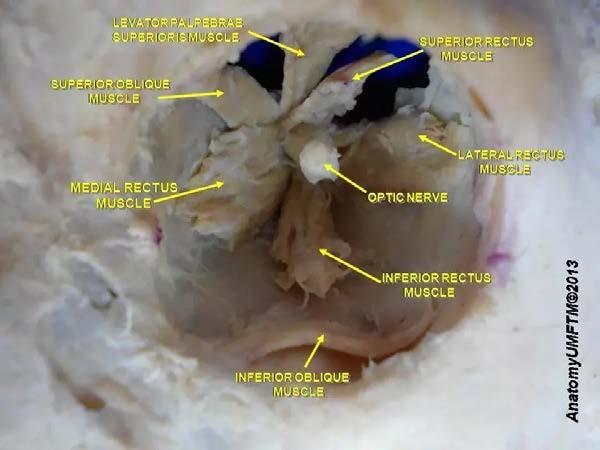 LEVATOR PALPEBRAE
SUPERIORIS MUSCLE
SUPERIOR RECTUS
MUSCLE
SUPERIOR OBLIQUE
MUSCLE
LATERAL RECTUS
MUSCLE
MEDIAL RECTUS
MUSCLE
OPTIC NERVE
INFERIOR RECTUS
MUSCLE
INFERIOR OBLIQUE
MUSCLE
AnatomyUMFTM©2013